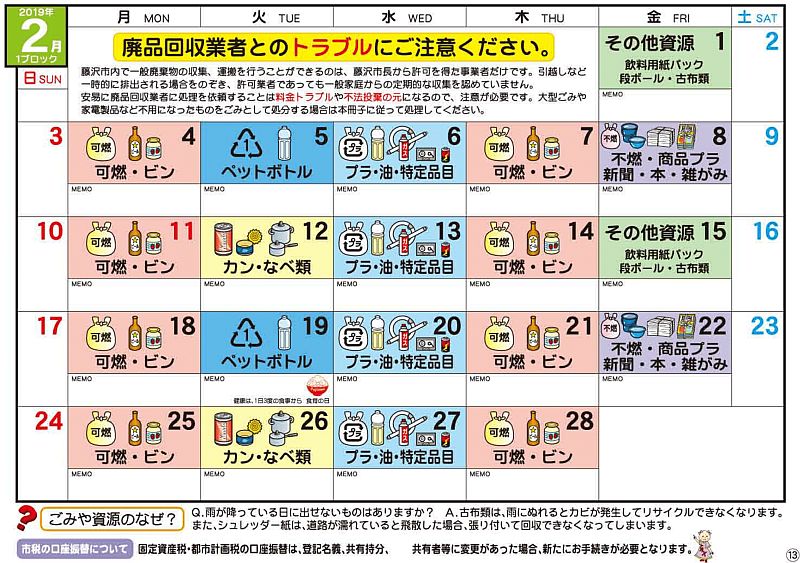 2019年
2月
1ブロック
日 SUN
月 MON
火 TUE
水 WED
木 THU
金 FRI
土 SAT
廃品回収業者とのトラブルにご注意ください。
藤沢市内で一般廃棄物の収集、運搬を行うことができるのは、藤沢市長から許可を得た事業者だけです。引越しなど
一時的に排出される場合をのぞき、許可業者であっても一般家庭からの定期的な収集を認めていません。
安易に廃品回収業者に処理を依頼することは料金トラブルや不法投棄の元になるので、注意が必要です。大型ごみや
家電製品など不用になったものをごみとして処分する場合は本冊子に従って処理してください。
その他資源 1
飲料用紙パック
段ボール・古布類
MEMO
2
3
可燃 4
可燃・ビン
MEMO
1 5
ペットボトル
MEMO
プラ 6
プラ・油・特定品目
MEMO
可燃 7
可燃・ビン
MEMO
不燃 8
不燃・商品プラ
新聞・本・雑がみ
MEMO
9
10
可燃 11
可燃・ビン
MEMO
12
カン・なべ類
MEMO
プラ 13
プラ・油・特定品目
MEMO
可燃 14
可燃・ビン
MEMO
その他資源 15
飲料用紙パック
段ボール・古布類
MEMO
16
17
可燃 18
可燃・ビン
MEMO
1 19
ペットボトル
MEMO
健康は、1日3度の食事から 食育の日
プラ 20
プラ・油・特定品目
MEMO
可燃 21
可燃・ビン
MEMO
不燃 22
不燃・商品プラ
新聞・本・雑がみ
MEMO
23
24
可燃 25
可燃・ビン
MEMO
26
カン・なべ類
MEMO
プラ 27
プラ・油・特定品目
MEMO
可燃 28
可燃・ビン
MEMO
? ごみや資源のなぜ？
Q.雨が降っている日に出せないものはありますか？ A.古布類は、雨にぬれるとカビが発生してリサイクルできなくなります。
また、シュレッダー紙は、道路が濡れていると飛散した場合、張り付いて回収できなくなってしまいます。
市税の口座振替について 固定資産税・都市計画税の口座振替は、登記名義、共有持分、 共有者等に変更があった場合、新たにお手続きが必要となります。
⑬